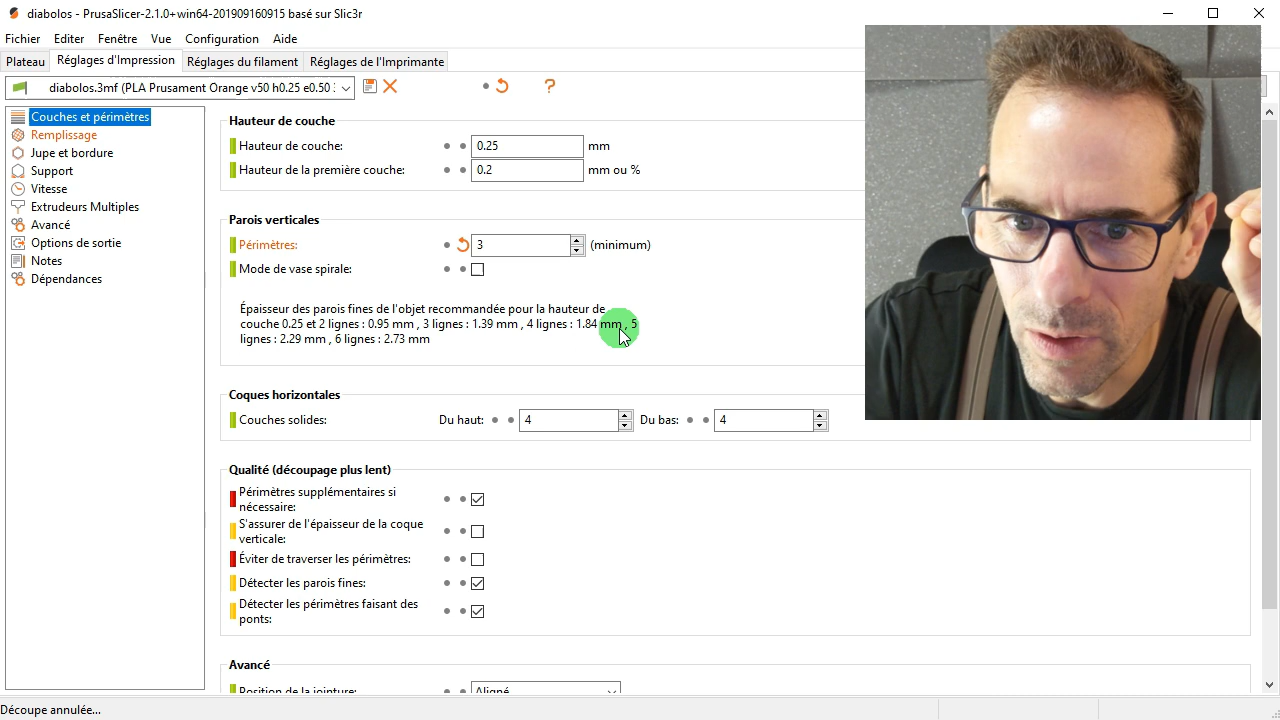 diabolos - PrusaSlicer-2.1.0+win64-201909160915 basé sur Slic3r
Fichier Editer Fenêtre Vue Configuration Aide
Plateau Réglages d'Impression Réglages du filament Réglages de l'Imprimante
diabolos.3mf (PLA Prusament Orange v50 h0.25 e0.50
?
Couches et périmètres
Remplissage
Jupe et bordure
Support
Vitesse
Extrudeurs Multiples
Avancé
Options de sortie
Notes
Dépendances
Hauteur de couche
Hauteur de couche: 0.25 mm
Hauteur de la première couche: 0.2 mm ou %
Parois verticales
Périmètres: 3 (minimum)
Mode de vase spirale:
Épaisseur des parois fines de l'objet recommandée pour la hauteur de
couche 0.25 et 2 lignes : 0.95 mm , 3 lignes : 1.39 mm , 4 lignes : 1.84 mm , 5
lignes : 2.29 mm , 6 lignes : 2.73 mm
Coques horizontales
Couches solides: Du haut: 4 Du bas: 4
Qualité (découpage plus lent)
Périmètres supplémentaires si
nécessaire:
S'assurer de l'épaisseur de la coque
verticale:
Éviter de traverser les périmètres:
Détecter les parois fines:
Détecter les périmètres faisant des
ponts:
Avancé
Position de la jointure: Aligné
Découpe annulée...